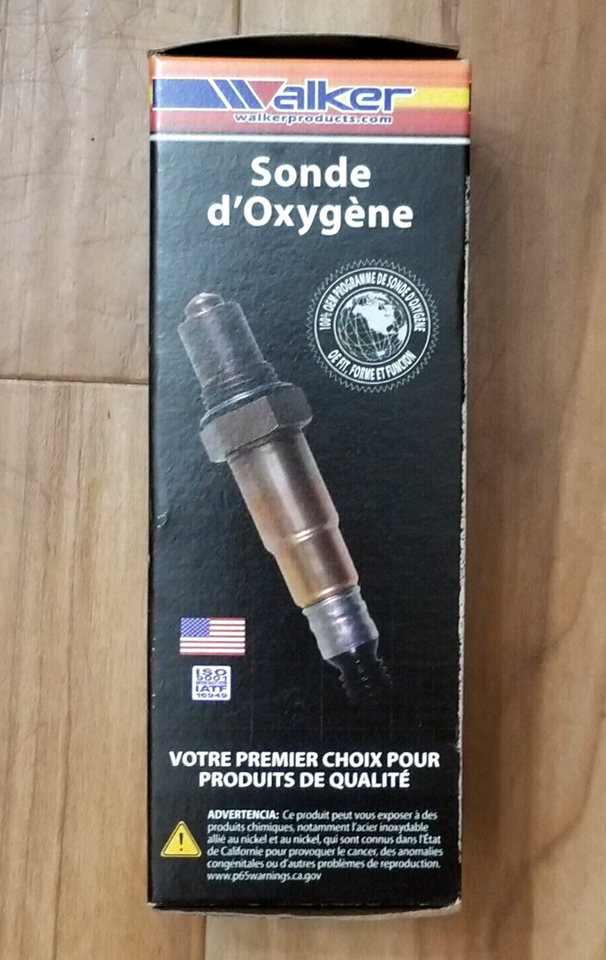 Walker
walkerproducts.com
Sonde
d'Oxygène
100% OEM PROGRAMME DE SONDE D'OXYGÈNE
DE FIT, FORME ET FUNCION
ISO
9001
IATF
16949
VOTRE PREMIER CHOIX POUR
PRODUITS DE QUALITÉ
ADVERTENCIA: Ce produit peut vous exposer à des
produits chimiques, notamment l'acier inoxydable
allié au nickel et au nickel, qui sont connus dans l'État
de Californie pour provoquer le cancer, des anomalies
congénitales ou d'autres problèmes de reproduction.
www.p65warnings.ca.gov